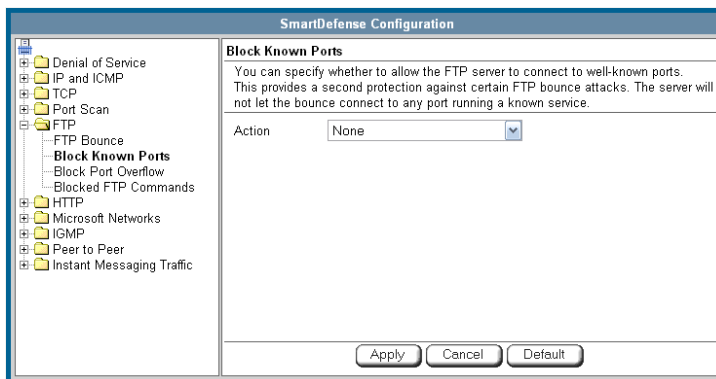 SmartDefense Configuration
Denial of Service
IP and ICMP
TCP
Port Scan
FTP
FTP Bounce
Block Known Ports
Block Port Overflow
Blocked FTP Commands
HTTP
Microsoft Networks
IGMP
Peer to Peer
Instant Messaging Traffic
Block Known Ports
You can specify whether to allow the FTP server to connect to well-known ports.
This provides a second protection against certain FTP bounce attacks. The server will
not let the bounce connect to any port running a known service.
Action None
Apply Cancel Default